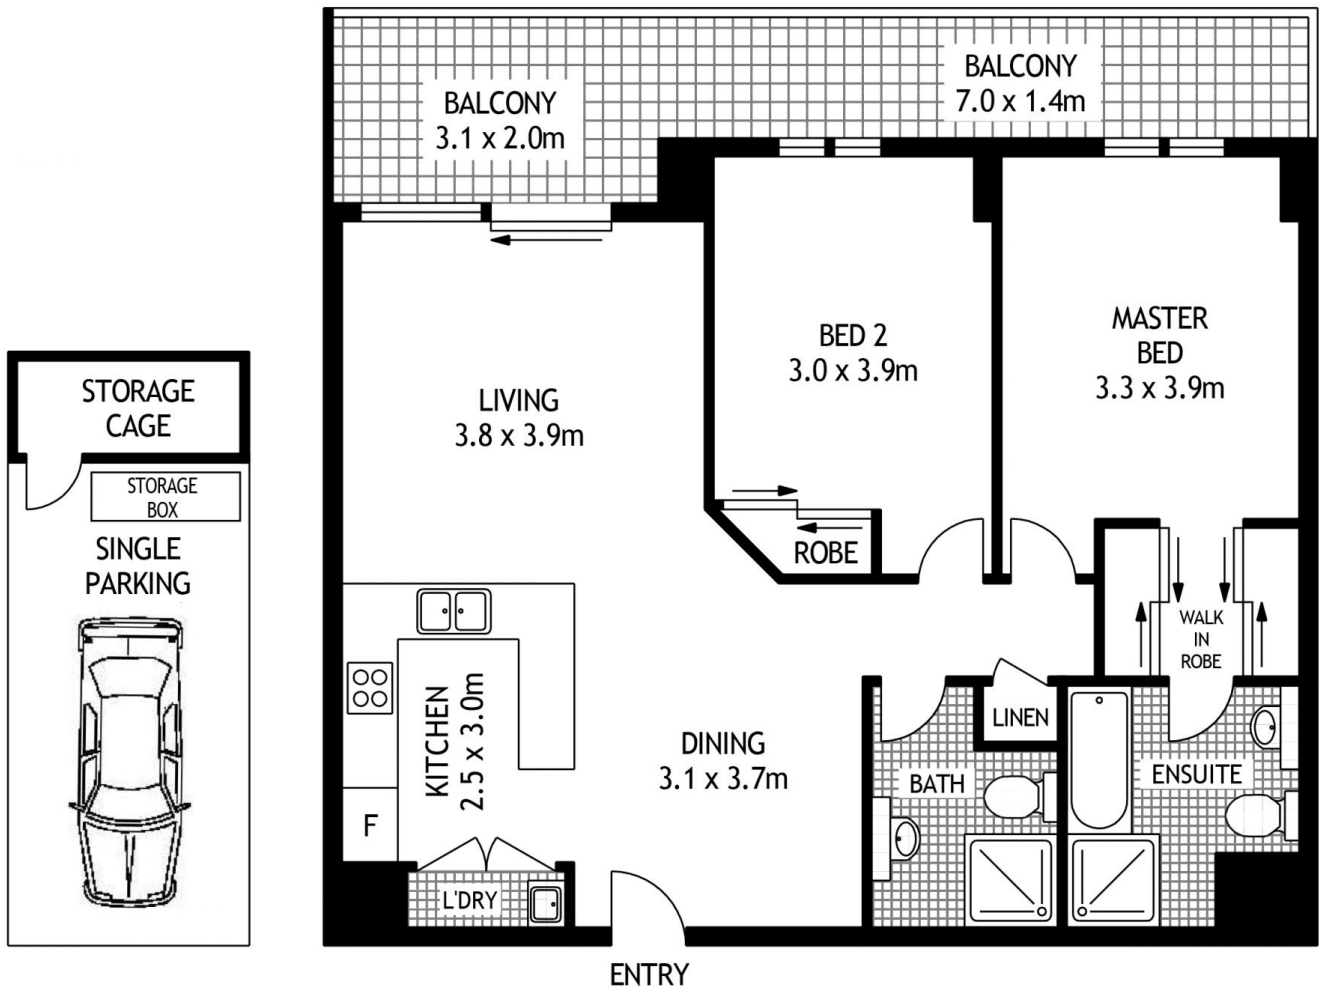 BALCONY
3.1 x 2.0m
BALCONY
7.0 x 1.4m
BED 2
3.0 x 3.9m
MASTER
BED
3.3 x 3.9m
LIVING
3.8 x 3.9m
STORAGE
CAGE
STORAGE
BOX
SINGLE
PARKING
ROBE
WALK
IN
ROBE
KITCHEN
2.5 x 3.0m
LINEN
DINING
3.1 x 3.7m
BATH
ENSUITE
F
L'DRY
ENTRY